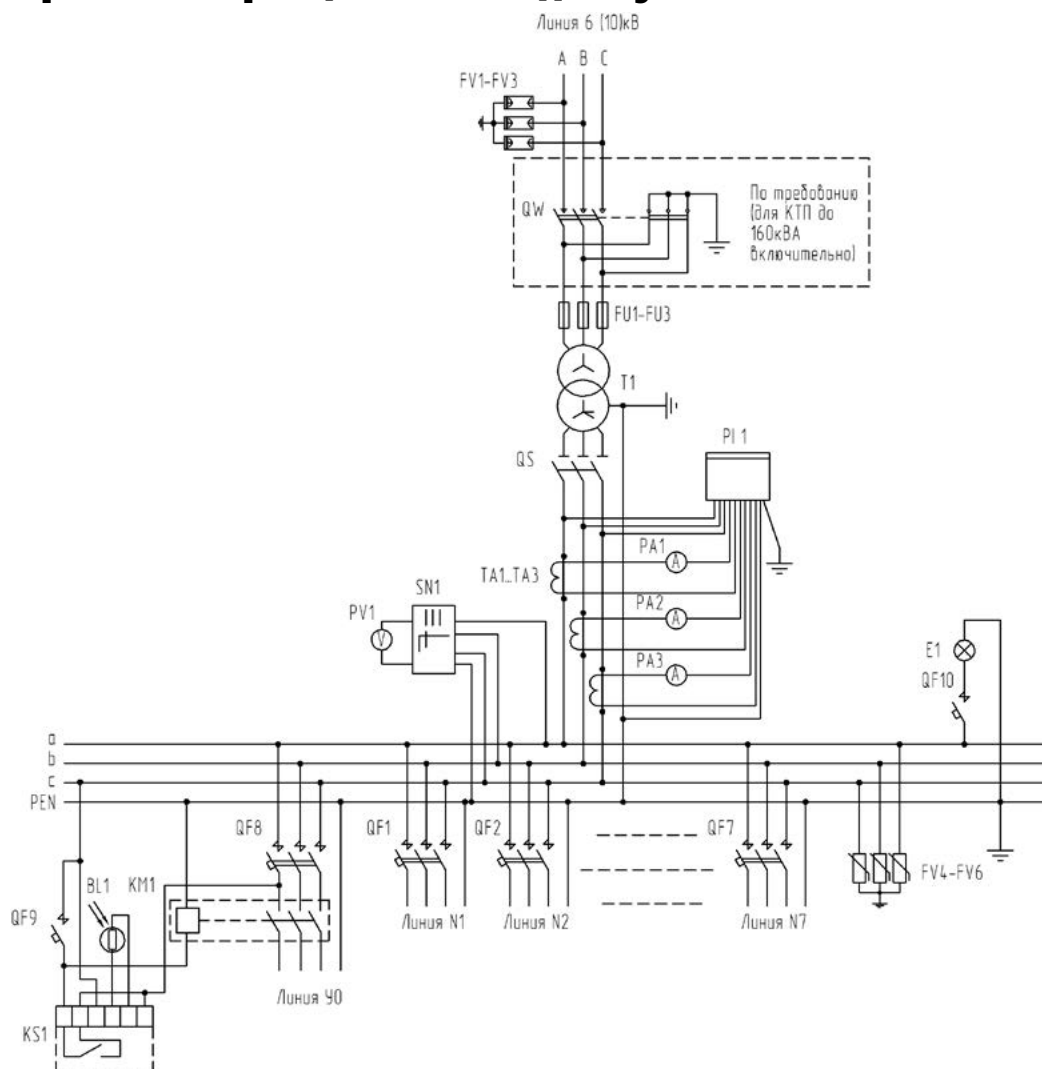 Линия 6 (10)кВ
A B C
FV1-FV3
QW
По требованию
(для КТП до
160кВА
включительно)
FU1-FU3
T1
QS
PI 1
PA1
A
TA1...TA3
SN1
PV1
V
PA2
A
PA3
A
E1
QF10
a
b
c
PEN
QF8
QF1
QF2
QF7
FV4-FV6
BL1
KM1
QF9
Линия N1
Линия N2
Линия N7
Линия УО
KS1